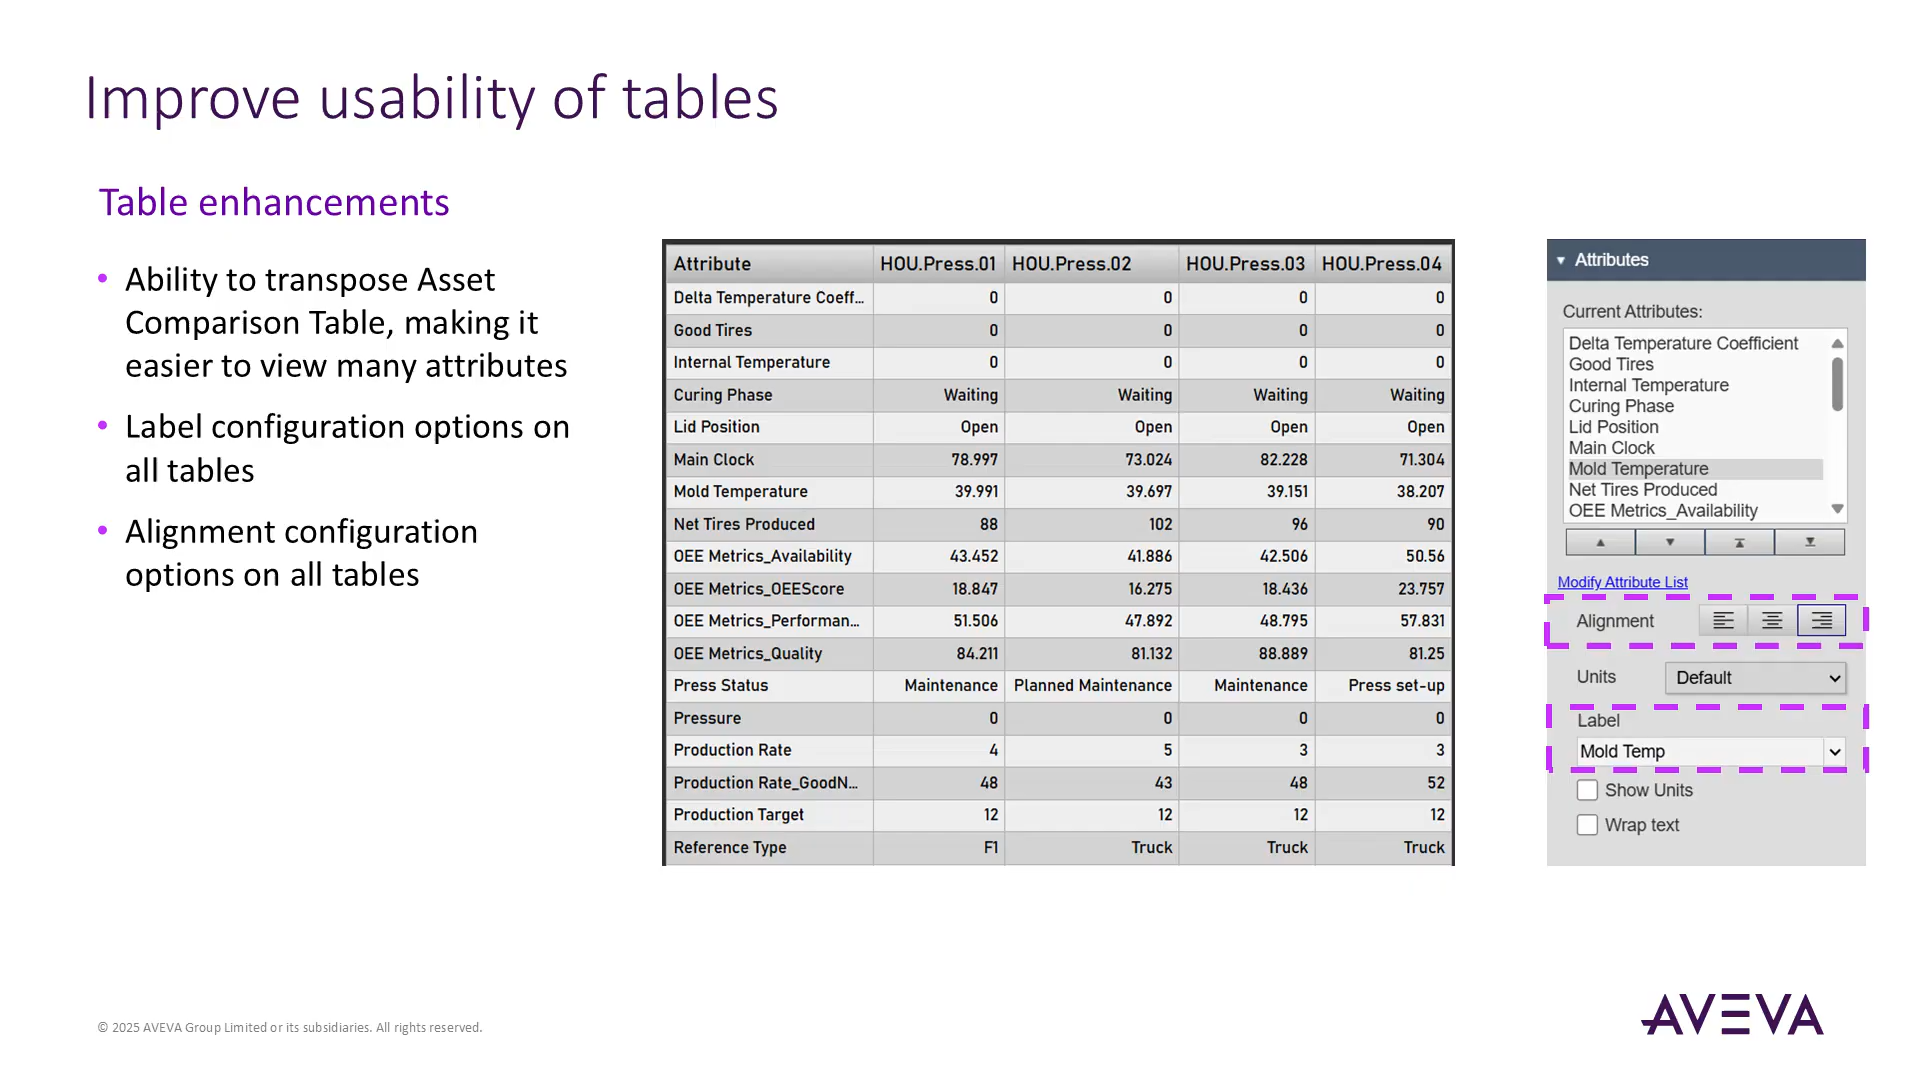 Improve usability of tables
Table enhancements
• Ability to transpose Asset
Comparison Table, making it
easier to view many attributes
• Label configuration options on
all tables
• Alignment configuration
options on all tables
Attribute HOU.Press.01 HOU.Press.02 HOU.Press.03 HOU.Press.04
Delta Temperature Coeff... 0 0 0 0
Good Tires 0 0 0 0
Internal Temperature 0 0 0 0
Curing Phase Waiting Waiting Waiting Waiting
Lid Position Open Open Open Open
Main Clock 78.997 73.024 82.228 71.304
Mold Temperature 39.991 39.697 39.151 38.207
Net Tires Produced 88 102 96 90
OEE Metrics_Availability 43.452 41.886 42.506 50.56
OEE Metrics_OEEScore 18.847 16.275 18.436 23.757
OEE Metrics_Performan... 51.506 47.892 48.795 57.831
OEE Metrics_Quality 84.211 81.132 88.889 81.25
Press Status Maintenance Planned Maintenance Maintenance Press set-up
Pressure 0 0 0 0
Production Rate 4 5 3 3
Production Rate_GoodN... 48 43 48 52
Production Target 12 12 12 12
Reference Type F1 Truck Truck Truck
Attributes
Current Attributes:
Delta Temperature Coefficient
Good Tires
Internal Temperature
Curing Phase
Lid Position
Main Clock
Mold Temperature
Net Tires Produced
OEE Metrics_Availability
Modify Attribute List
Alignment
Units Default
Label
Mold Temp
Show Units
Wrap text
© 2025 AVEVA Group Limited or its subsidiaries. All rights reserved.
AVEVA